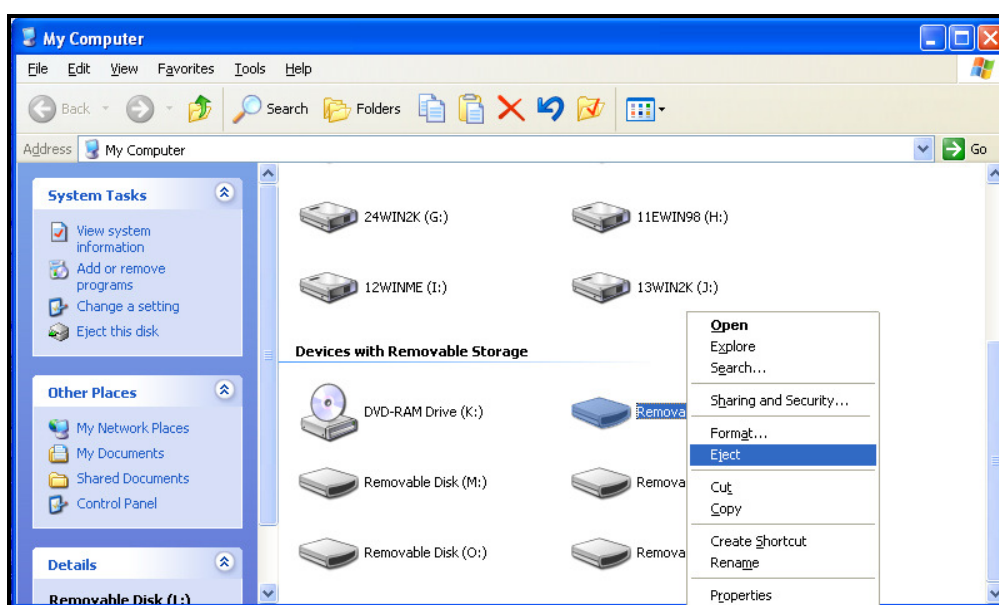 My Computer
File Edit View Favorites Tools Help
Back Search Folders
Address My Computer Go
System Tasks
View system
information
Add or remove
programs
Change a setting
Eject this disk
Other Places
My Network Places
My Documents
Shared Documents
Control Panel
Details
Removable Disk (L:)
24WIN2K (G:) 11EWIN98 (H:)
12WINME (I:) 13WIN2K (J:)
Devices with Removable Storage
DVD-RAM Drive (K:) Remova
Removable Disk (M:) Remova
Removable Disk (O:) Remova
Open
Explore
Search...
Sharing and Security...
Format...
Eject
Cut
Copy
Create Shortcut
Rename
Properties